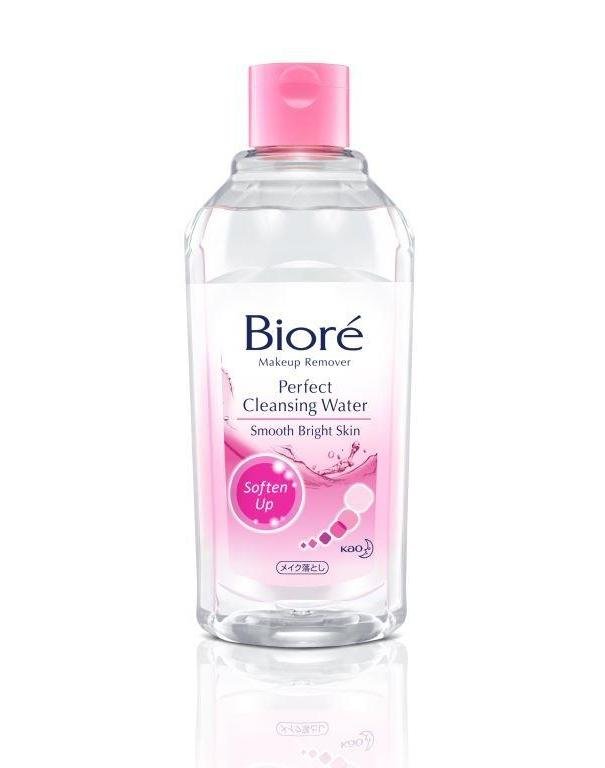 Bioré
Makeup Remover
Perfect
Cleansing Water
Smooth Bright Skin
Soften
Up
Kao
メイク落とし